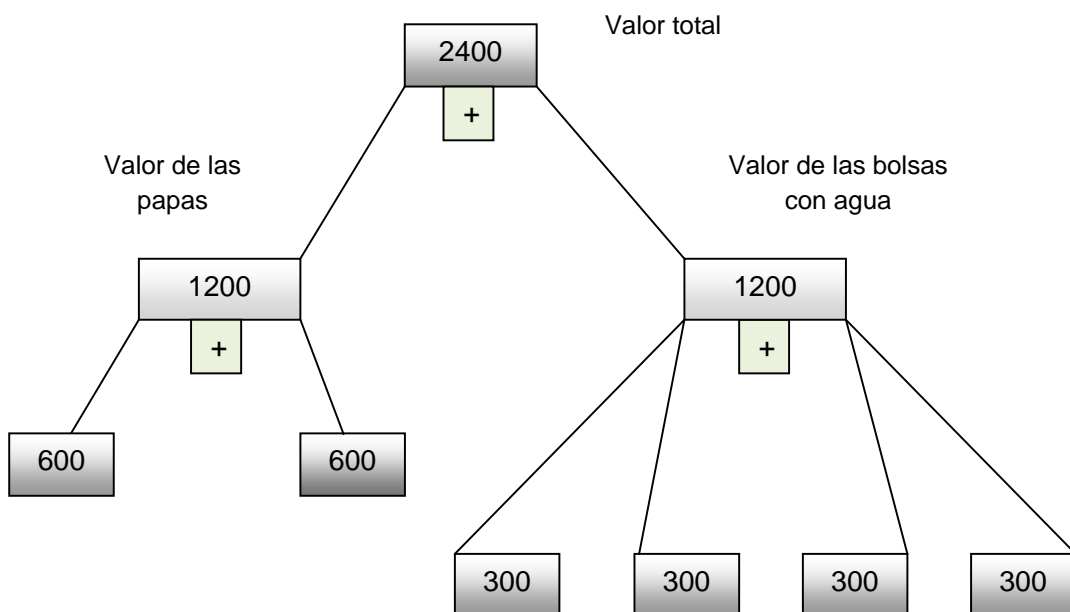 Valor total
2400
+
Valor de las
papas
Valor de las bolsas
con agua
1200
1200
+
+
600
600
300
300
300
300